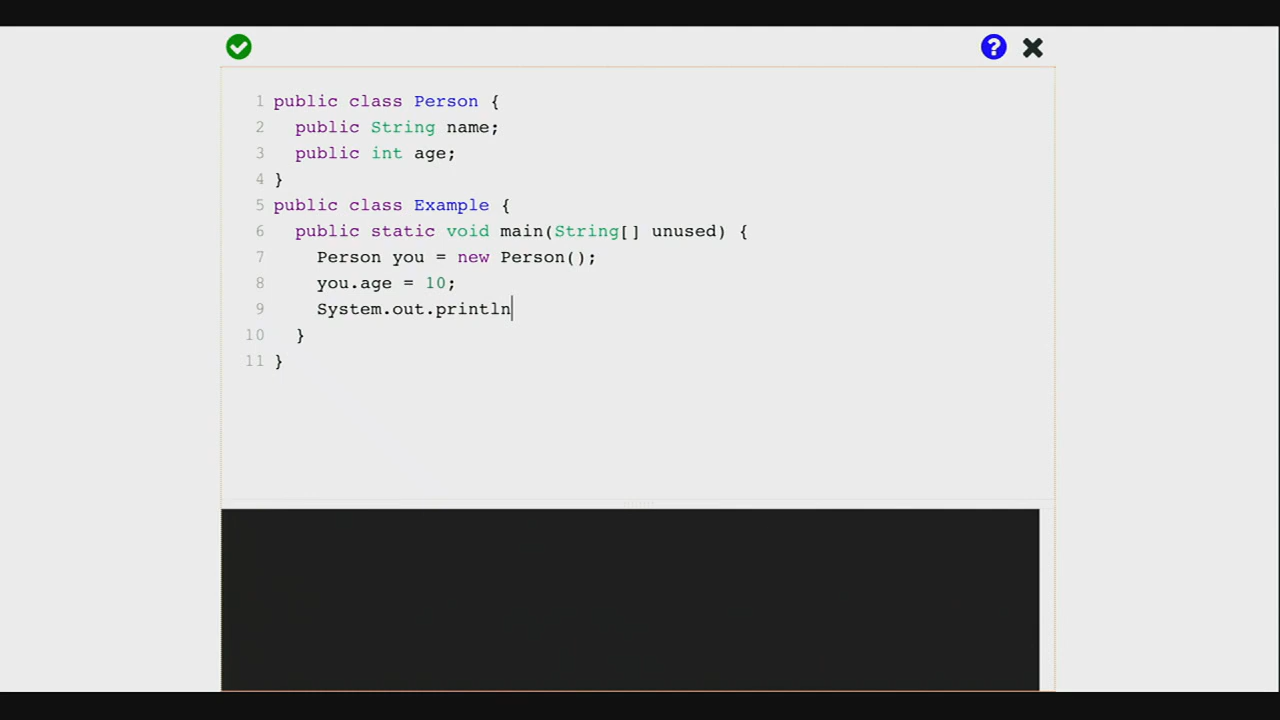 1 public class Person {
2   public String name;
3   public int age;
4 }
5 public class Example {
6   public static void main(String[] unused) {
7     Person you = new Person();
8     you.age = 10;
9     System.out.println
10   }
11 }